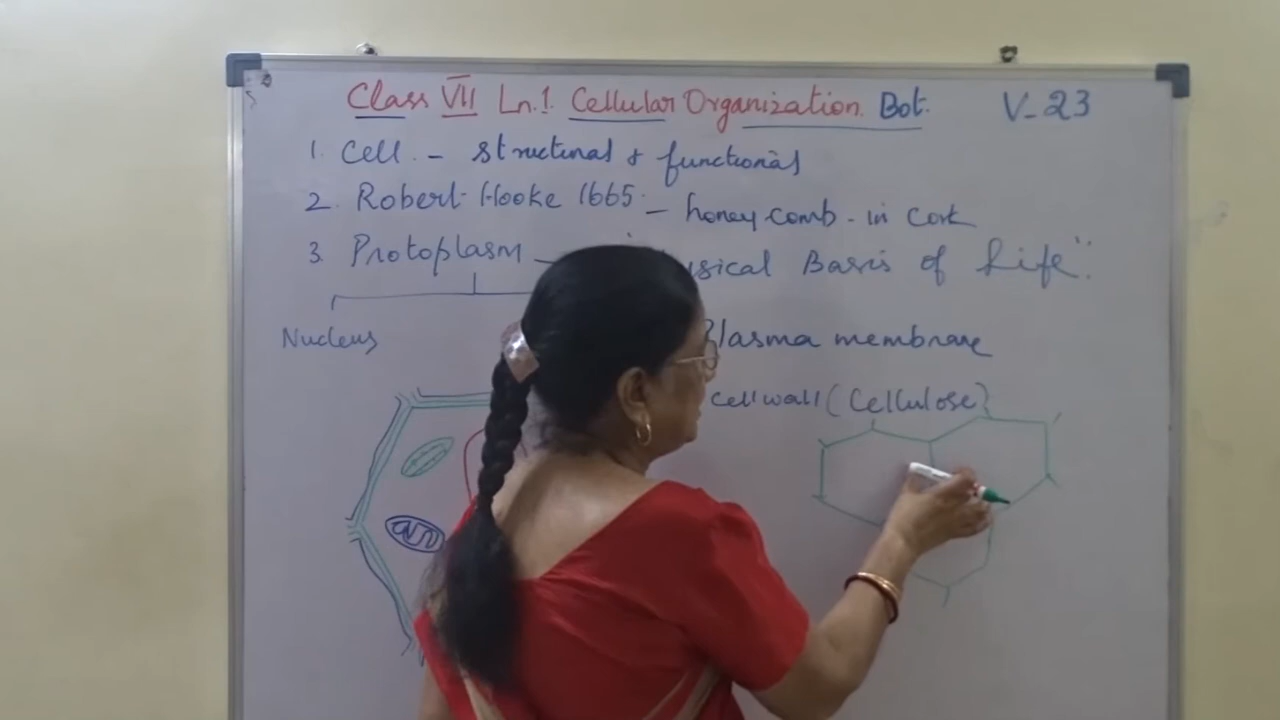 Class VII Ln.1. Cellular Organization. Bot. V-23
1. Cell. - structural & functional
2. Robert Hooke 1665 - honey comb - in Cork
3. Protoplasm - Basis of Life".
Nucleus Plasma membrane
cell wall (Cellulose)